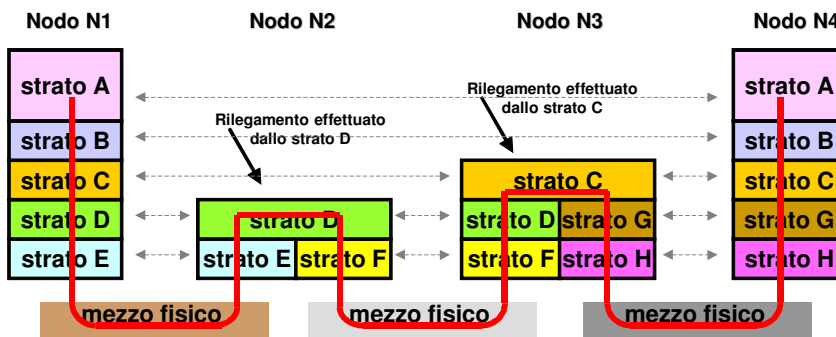 Nodo N1
Nodo N2
Nodo N3
Nodo N4
strato A
strato B
strato C
strato D
strato E
Rilegamento effettuato
dallo strato D
strato D
strato E
strato F
Rilegamento effettuato
dallo strato C
strato C
strato D
strato G
strato F
strato H
strato A
strato B
strato C
strato G
strato H
mezzo fisico
mezzo fisico
mezzo fisico